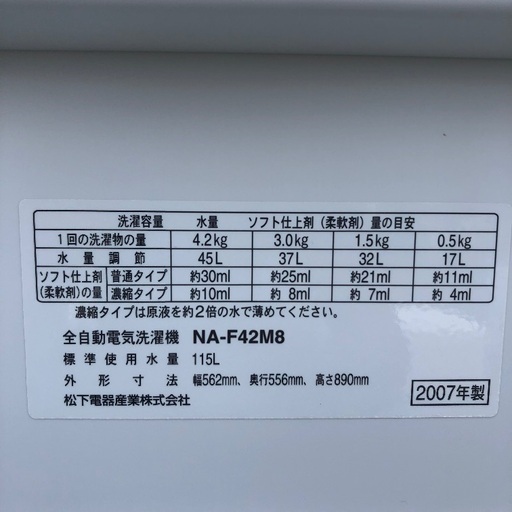 洗濯容量 水量 ソフト仕上剤(柔軟剤)量の目安
1回の洗濯物の量 4.2kg 3.0kg 1.5kg 0.5kg
水量調節 45L 37L 32L 17L
ソフト仕上剤(柔軟剤)の量 普通タイプ 約30ml 約25ml 約21ml 約11ml
濃縮タイプ 約10ml 約8ml 約7ml 約4ml
濃縮タイプは原液を約2倍の水で薄めてください。
全自動電気洗濯機 NA-F42M8
標準使用水量 115L
外形寸法 幅562mm、奥行556mm、高さ890mm
松下電器産業株式会社 2007年製